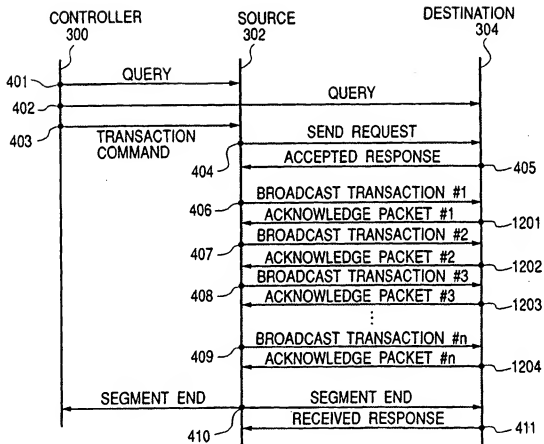 CONTROLLER
300
SOURCE
302
DESTINATION
304
401
QUERY
402
QUERY
403
TRANSACTION
COMMAND
404
SEND REQUEST
ACCEPTED RESPONSE
405
406
BROADCAST TRANSACTION #1
ACKNOWLEDGE PACKET #1
1201
407
BROADCAST TRANSACTION #2
ACKNOWLEDGE PACKET #2
1202
408
BROADCAST TRANSACTION #3
ACKNOWLEDGE PACKET #3
1203
409
BROADCAST TRANSACTION #n
ACKNOWLEDGE PACKET #n
1204
SEGMENT END
SEGMENT END
410
RECEIVED RESPONSE
411